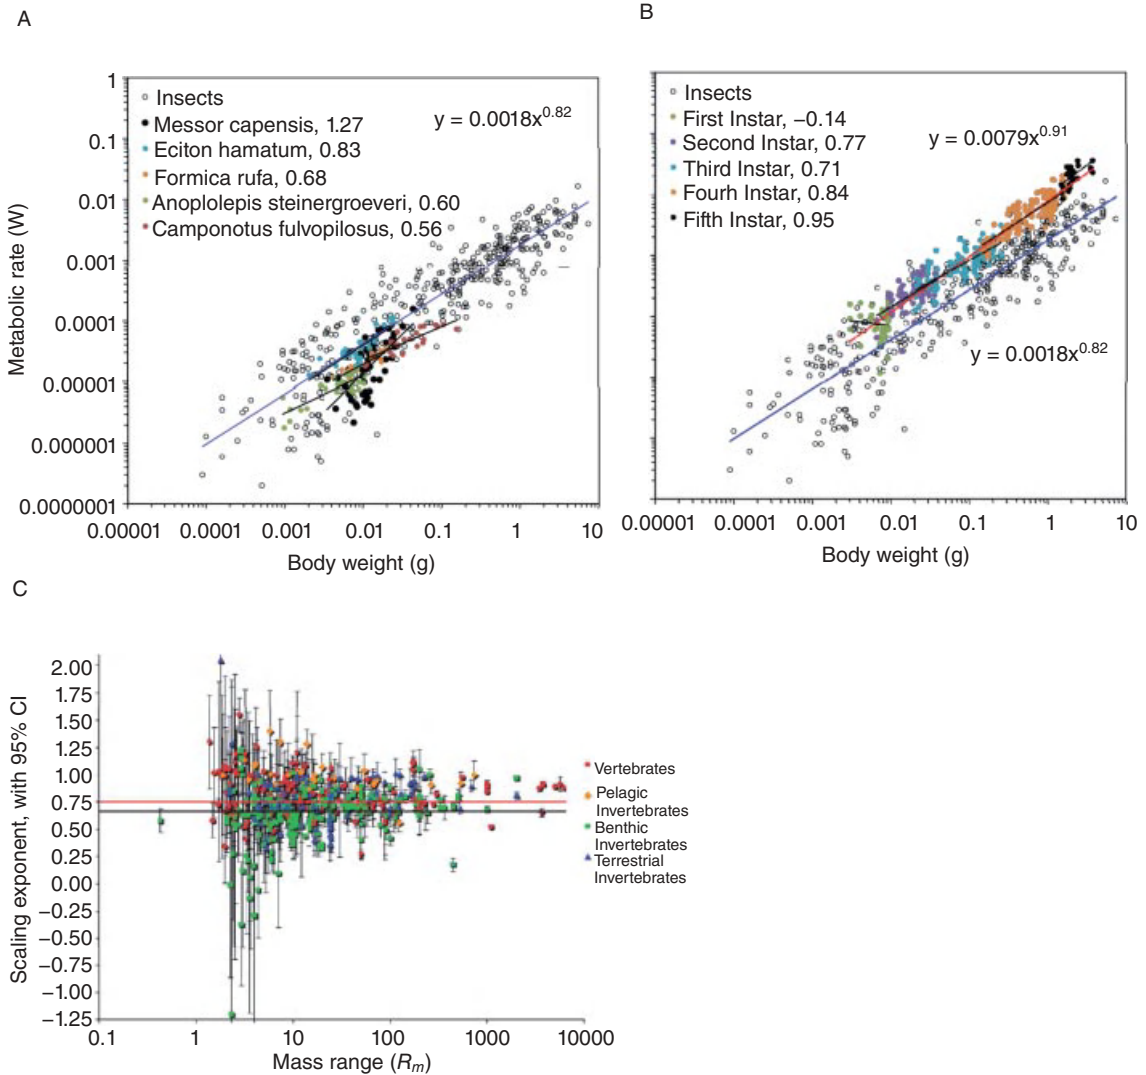 A
1
0.1
0.01
0.001
0.0001
0.00001
0.000001
0.0000001
Metabolic rate (W)
Insects
Messor capensis, 1.27
Eciton hamatum, 0.83
Formica rufa, 0.68
Anoplolepis steinergroeveri, 0.60
Camponotus fulvopilosus, 0.56
y = 0.0018x^0.82
0.00001 0.0001 0.001 0.01 0.1 1 10
Body weight (g)
B
Insects
First Instar, −0.14
Second Instar, 0.77
Third Instar, 0.71
Fourh Instar, 0.84
Fifth Instar, 0.95
y = 0.0079x^0.91
y = 0.0018x^0.82
0.00001 0.0001 0.001 0.01 0.1 1 10
Body weight (g)
C
Scaling exponent, with 95% CI
2.00
1.75
1.50
1.25
1.00
0.75
0.50
0.25
0.00
−0.25
−0.50
−0.75
−1.00
−1.25
0.1 1 10 100 1000 10000
Mass range (Rm)
Vertebrates
Pelagic
Invertebrates
Benthic
Invertebrates
Terrestrial
Invertebrates